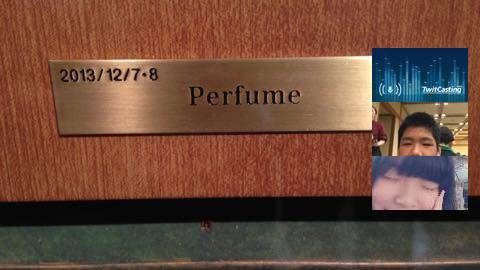 2013/12/7・8
Perfume
TwitCasting